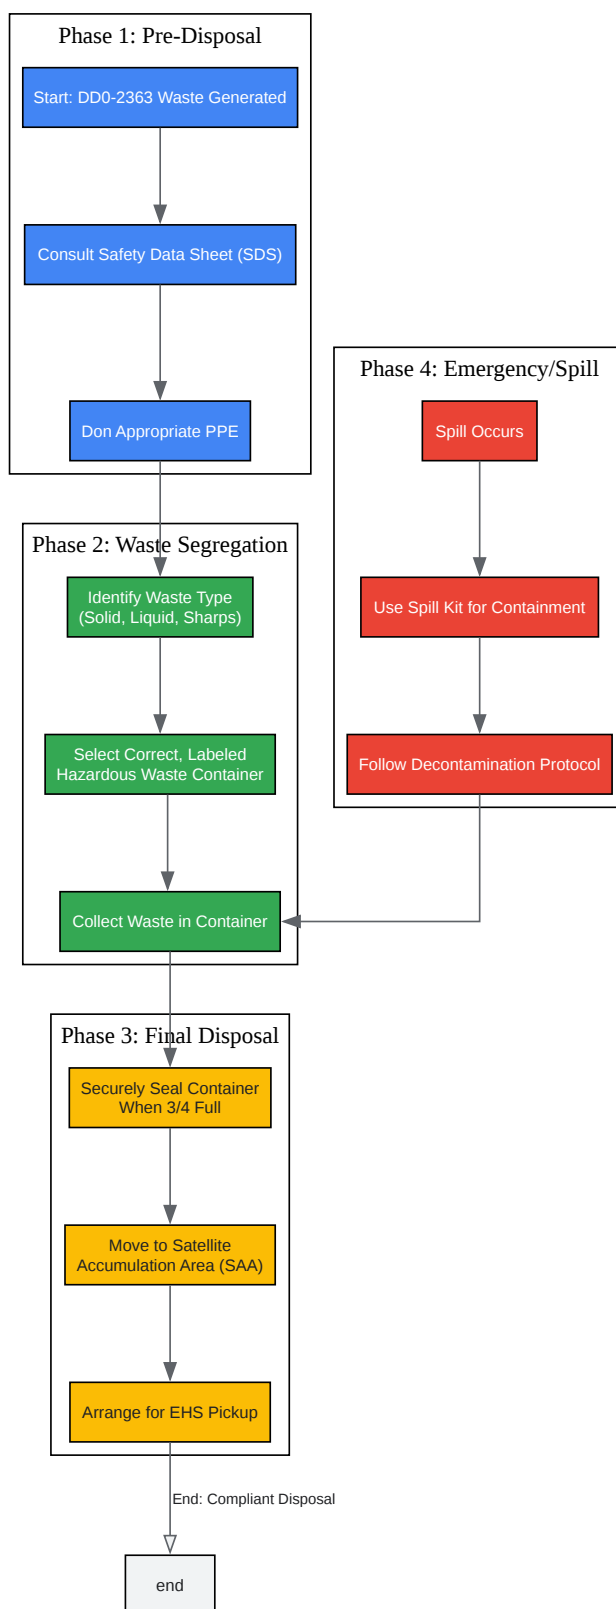 Phase 1: Pre-Disposal
Start: DD0-2363 Waste Generated
Consult Safety Data Sheet (SDS)
Don Appropriate PPE
Phase 2: Waste Segregation
Identify Waste Type
(Solid, Liquid, Sharps)
Select Correct, Labeled
Hazardous Waste Container
Collect Waste in Container
Phase 4: Emergency/Spill
Spill Occurs
Use Spill Kit for Containment
Follow Decontamination Protocol
Phase 3: Final Disposal
Securely Seal Container
When 3/4 Full
Move to Satellite
Accumulation Area (SAA)
Arrange for EHS Pickup
End: Compliant Disposal
end